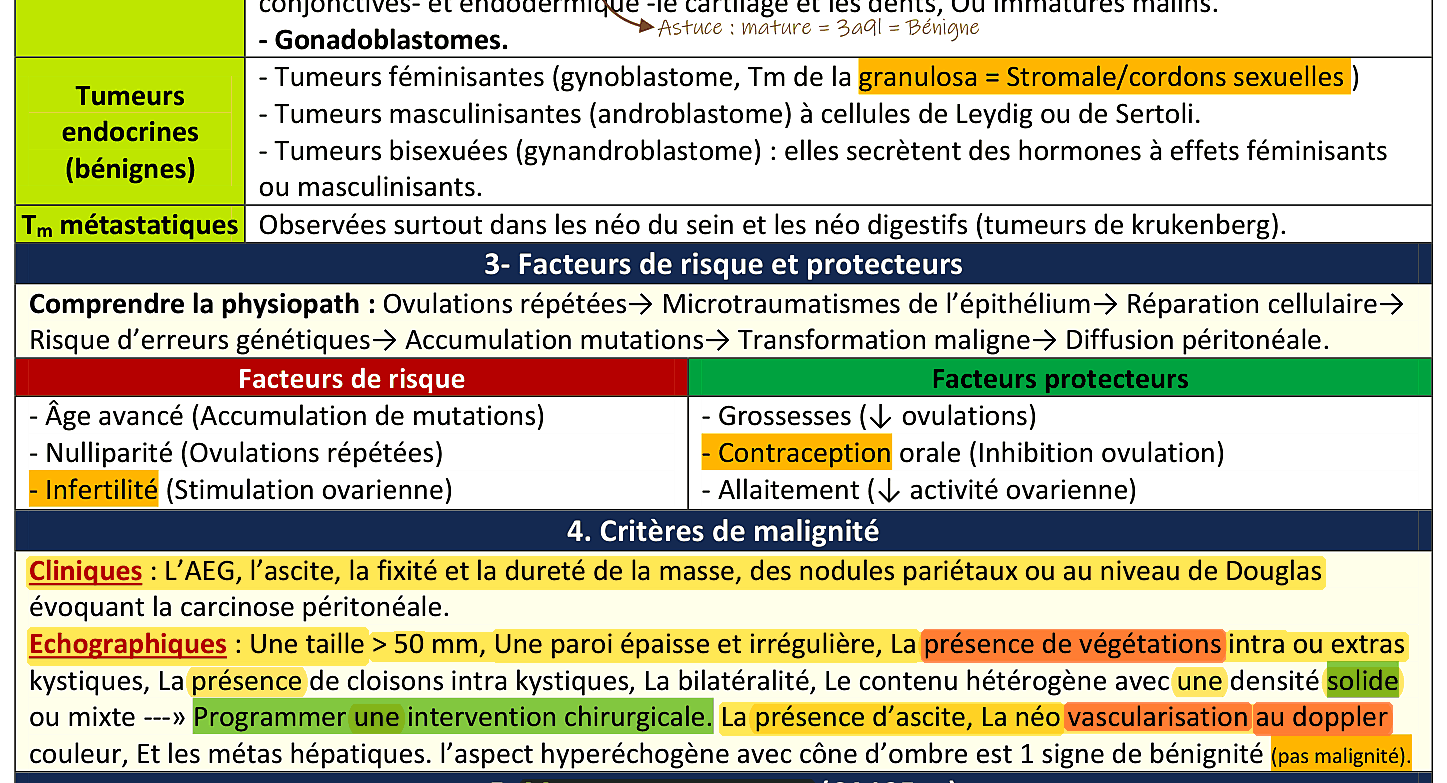 conjonctives- et endodermique -le cartilage et les dents, Ou immatures malins.
Astuce : mature = 3a9l = Bénigne
- Gonadoblastomes.
Tumeurs
endocrines
(bénignes)
- Tumeurs féminisantes (gynoblastome, Tm de la granulosa = Stromale/cordons sexuelles )
- Tumeurs masculinisantes (androblastome) à cellules de Leydig ou de Sertoli.
- Tumeurs bisexuées (gynandroblastome) : elles secrètent des hormones à effets féminisants
ou masculinisants.
Tm métastatiques
Observées surtout dans les néo du sein et les néo digestifs (tumeurs de krukenberg).
3- Facteurs de risque et protecteurs
Comprendre la physiopath : Ovulations répétées→ Microtraumatismes de l'épithélium→ Réparation cellulaire→
Risque d'erreurs génétiques→ Accumulation mutations→ Transformation maligne→ Diffusion péritonéale.
Facteurs de risque
- Âge avancé (Accumulation de mutations)
- Nulliparité (Ovulations répétées)
- Infertilité (Stimulation ovarienne)
Facteurs protecteurs
- Grossesses (↓ ovulations)
- Contraception orale (Inhibition ovulation)
- Allaitement (↓ activité ovarienne)
4. Critères de malignité
Cliniques : L'AEG, l'ascite, la fixité et la dureté de la masse, des nodules pariétaux ou au niveau de Douglas
évoquant la carcinose péritonéale.
Echographiques : Une taille > 50 mm, Une paroi épaisse et irrégulière, La présence de végétations intra ou extras
kystiques, La présence de cloisons intra kystiques, La bilatéralité, Le contenu hétérogène avec une densité solide
ou mixte ---» Programmer une intervention chirurgicale. La présence d'ascite, La néo vascularisation au doppler
couleur, Et les métas hépatiques. l'aspect hyperéchogène avec cône d'ombre est 1 signe de bénignité (pas malignité).